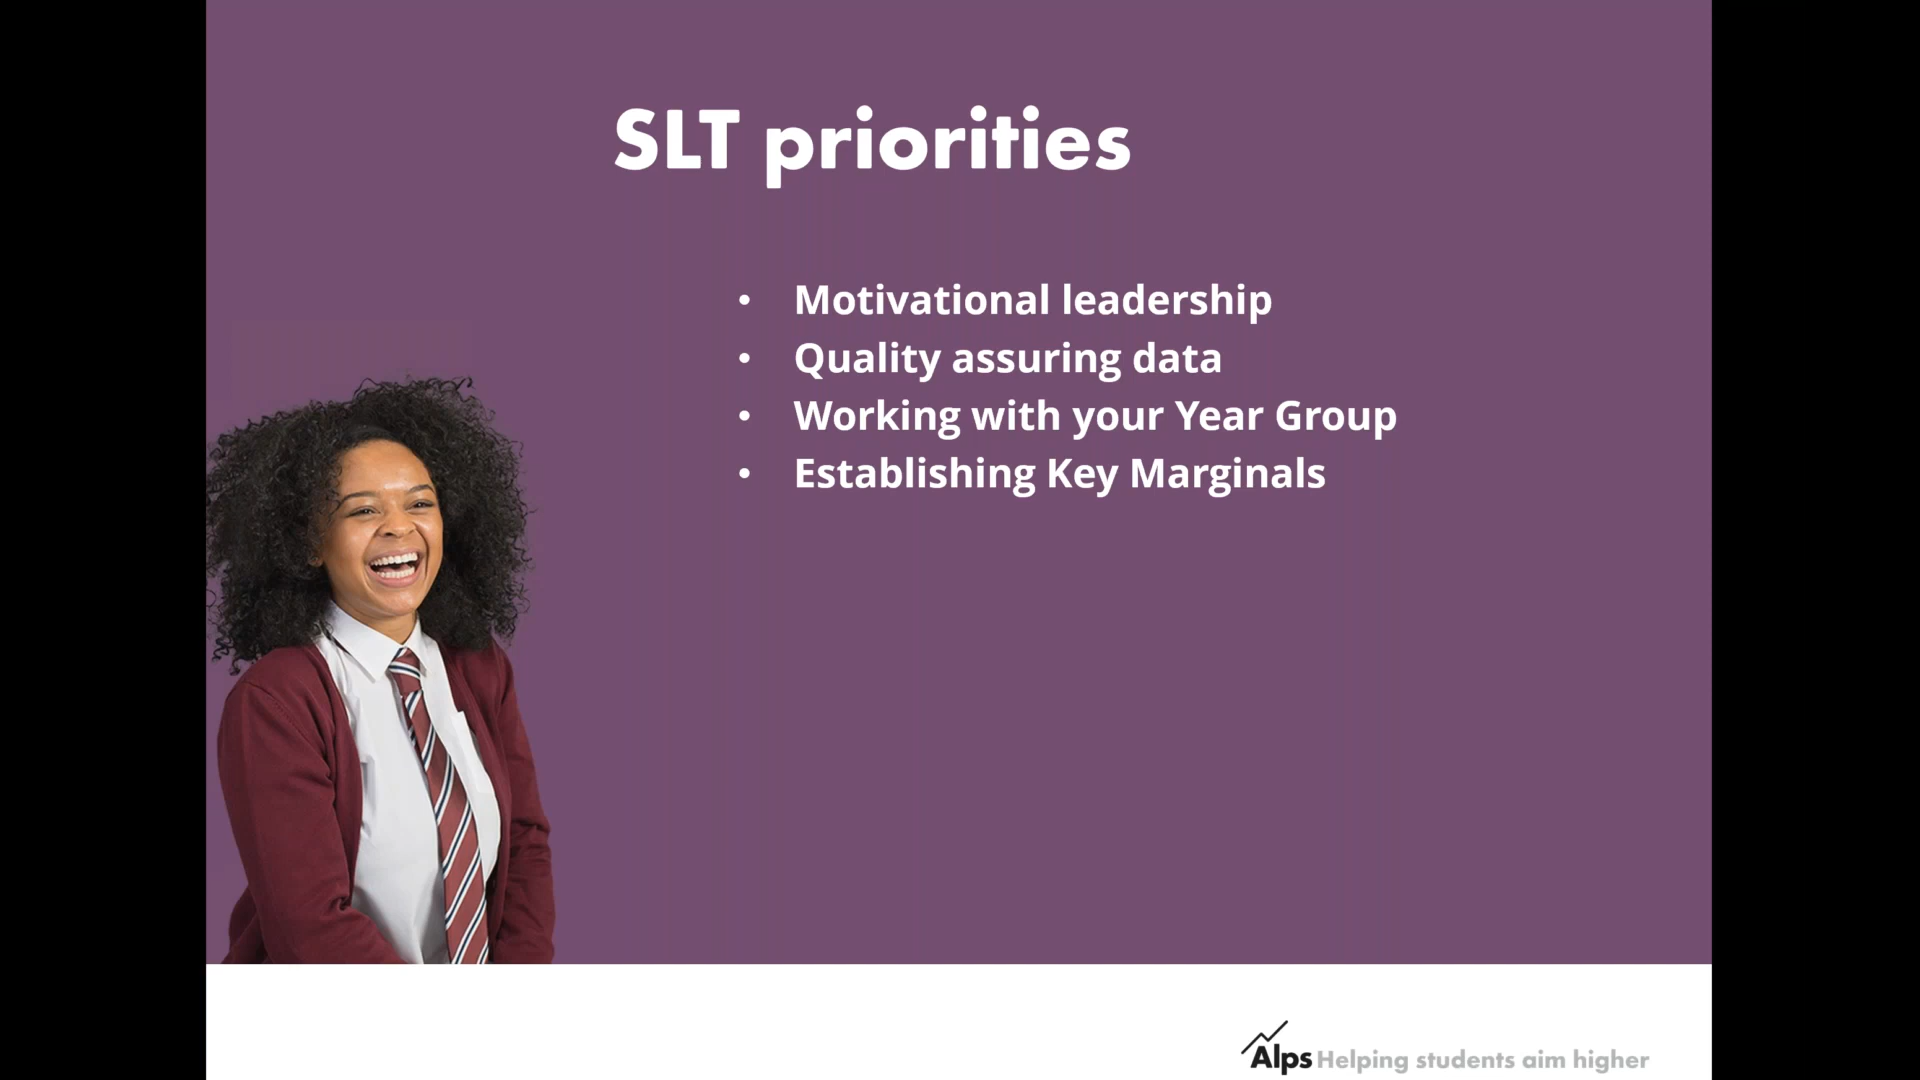 SLT priorities
• Motivational leadership
• Quality assuring data
• Working with your Year Group
• Establishing Key Marginals
Alps Helping students aim higher